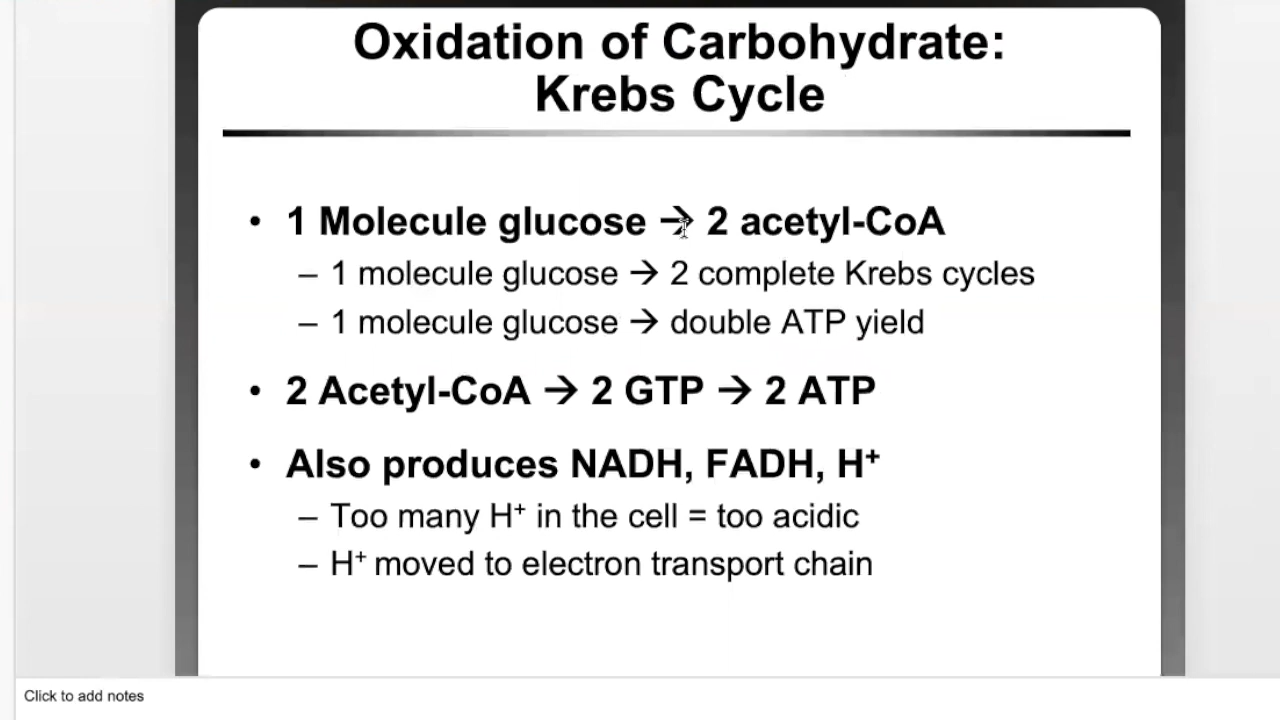 Oxidation of Carbohydrate:
Krebs Cycle
• 1 Molecule glucose → 2 acetyl-CoA
– 1 molecule glucose → 2 complete Krebs cycles
– 1 molecule glucose → double ATP yield
• 2 Acetyl-CoA → 2 GTP → 2 ATP
• Also produces NADH, FADH, H⁺
– Too many H⁺ in the cell = too acidic
– H⁺ moved to electron transport chain
Click to add notes